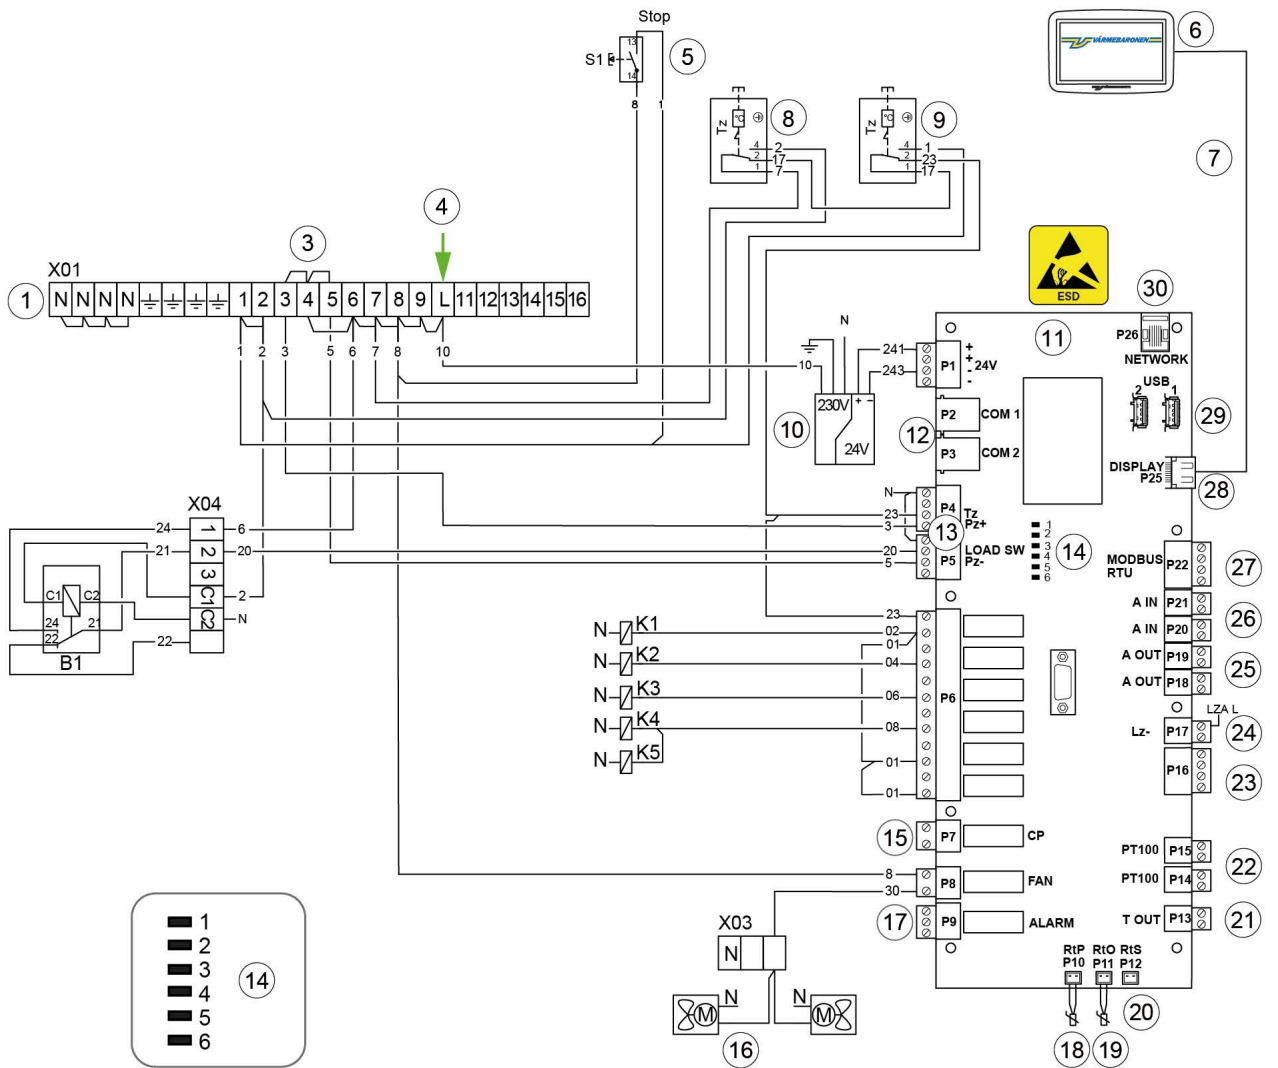 Stop
S1 E 13
14
5
8 1
VÄRMEBARONEN
VÄRMEBARONEN
6
7
Tz °C 4 2
2 17
1 7
8
Tz °C 4 1
2 23
1 17
9
4
3
X01
1 N N N N 1 2 3 4 5 6 7 8 9 L 11 12 13 14 15 16
1 2 3 5 6 7 8 10
ESD
30
P26
NETWORK
11
N
241
243
P1 + + 24V - -
10
230V + -
24V
10
USB
2 1
29
12
P2 COM 1
P3 COM 2
DISPLAY
P25
28
N
23
3
P4 Tz
Pz+
13
20
5
P5 LOAD SW
Pz-
1
2
3
4
5
6
14
MODBUS
RTU P22
27
A IN P21
A IN P20
26
A OUT P19
A OUT P18
25
LZA L
Lz- P17
24
P16
23
PT100 P15
PT100 P14
22
T OUT P13
21
X04
24 1 6
21 2 20
3
C1 2
C2 N
22
C1 C2
24 21
22
B1
23
N K1 02
01
N K2 04
N K3 06
N K4 08
N K5 01
01
P6
15 P7 CP
8
30
P8 FAN
17 P9 ALARM
X03
N
N N
M M
16
RtP RtO RtS
P10 P11 P12
18 19 20
1
2
3
4
5
6
14